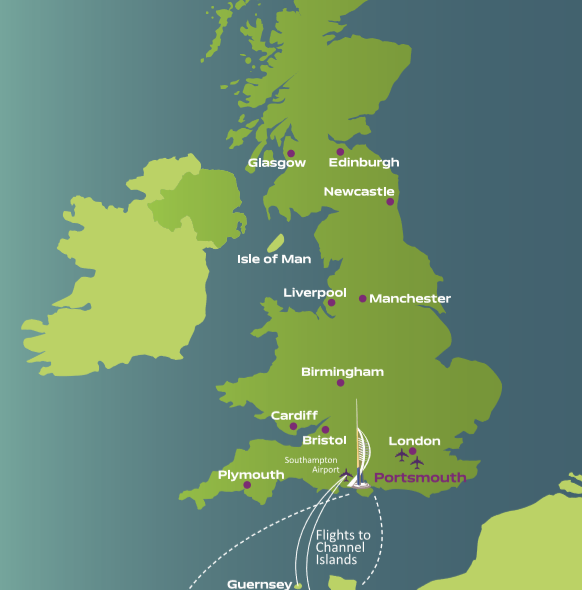 Glasgow
Edinburgh
Newcastle
Isle of Man
Liverpool
Manchester
Birmingham
Cardiff
Bristol
London
Southampton
Airport
Plymouth
Portsmouth
Flights to
Channel
Islands
Guernsey